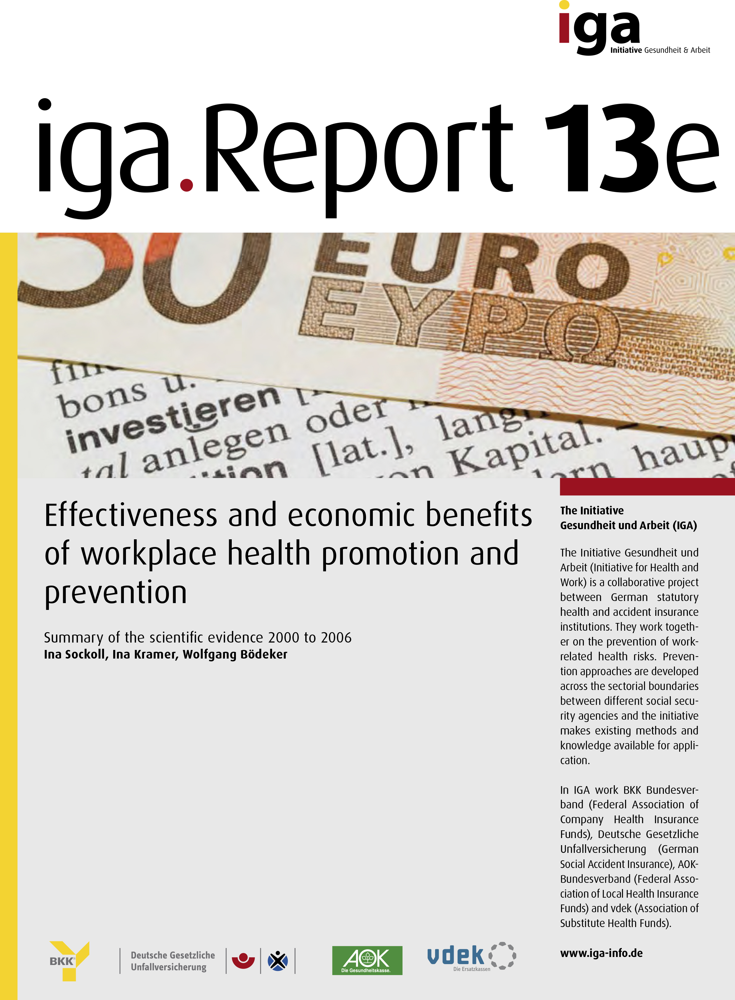 iga
Initiative Gesundheit & Arbeit
iga.Report 13e
50 EURO
ΕΥΡΩ
bons u.
investieren [
tal anlegen oder
[lat.], lang
Kapital. –
haup
Effectiveness and economic benefits
of workplace health promotion and
prevention
Summary of the scientific evidence 2000 to 2006
Ina Sockoll, Ina Kramer, Wolfgang Bödeker
The Initiative
Gesundheit und Arbeit (IGA)
The Initiative Gesundheit und
Arbeit (Initiative for Health and
Work) is a collaborative project
between German statutory
health and accident insurance
institutions. They work togeth-
er on the prevention of work-
related health risks. Preven-
tion approaches are developed
across the sectorial boundaries
between different social secu-
rity agencies and the initiative
makes existing methods and
knowledge available for appli-
cation.
In IGA work BKK Bundesver-
band (Federal Association of
Company Health Insurance
Funds), Deutsche Gesetzliche
Unfallversicherung (German
Social Accident Insurance), AOK-
Bundesverband (Federal Asso-
ciation of Local Health Insurance
Funds) and vdek (Association of
Substitute Health Funds).
www.iga-info.de
BKK®
Deutsche Gesetzliche
Unfallversicherung
AOK
Die Gesundheitskasse.
vdek
Die Ersatzkassen